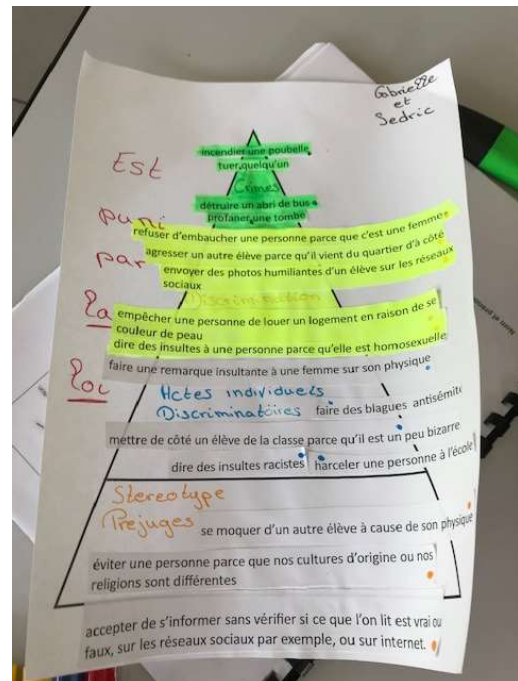 Gabrielle
et
Sedric
incendier une poubelle
Est
tuer quelqu'un
Crimes
détruire un abri de bus
puni
profaner une tombe
refuser d'embaucher une personne parce que c'est une femme
agresser un autre élève parce qu'il vient du quartier d'à côté
par
envoyer des photos humiliantes d'un élève sur les réseaux
sociaux
Discrimination
la
empêcher une personne de louer un logement en raison de se
couleur de peau
dire des insultes à une personne parce qu'elle est homosexuelle
faire une remarque insultante à une femme sur son physique
loi
Actes individuels
Discriminatoires faire des blagues antisémite
mettre de côté un élève de la classe parce qu'il est un peu bizarre
dire des insultes racistes harceler une personne à l'école
Stereotype
Prejuges se moquer d'un autre élève à cause de son physique
éviter une personne parce que nos cultures d'origine ou nos
religions sont différentes
accepter de s'informer sans vérifier si ce que l'on lit est vrai ou
faux, sur les réseaux sociaux par exemple, ou sur internet.